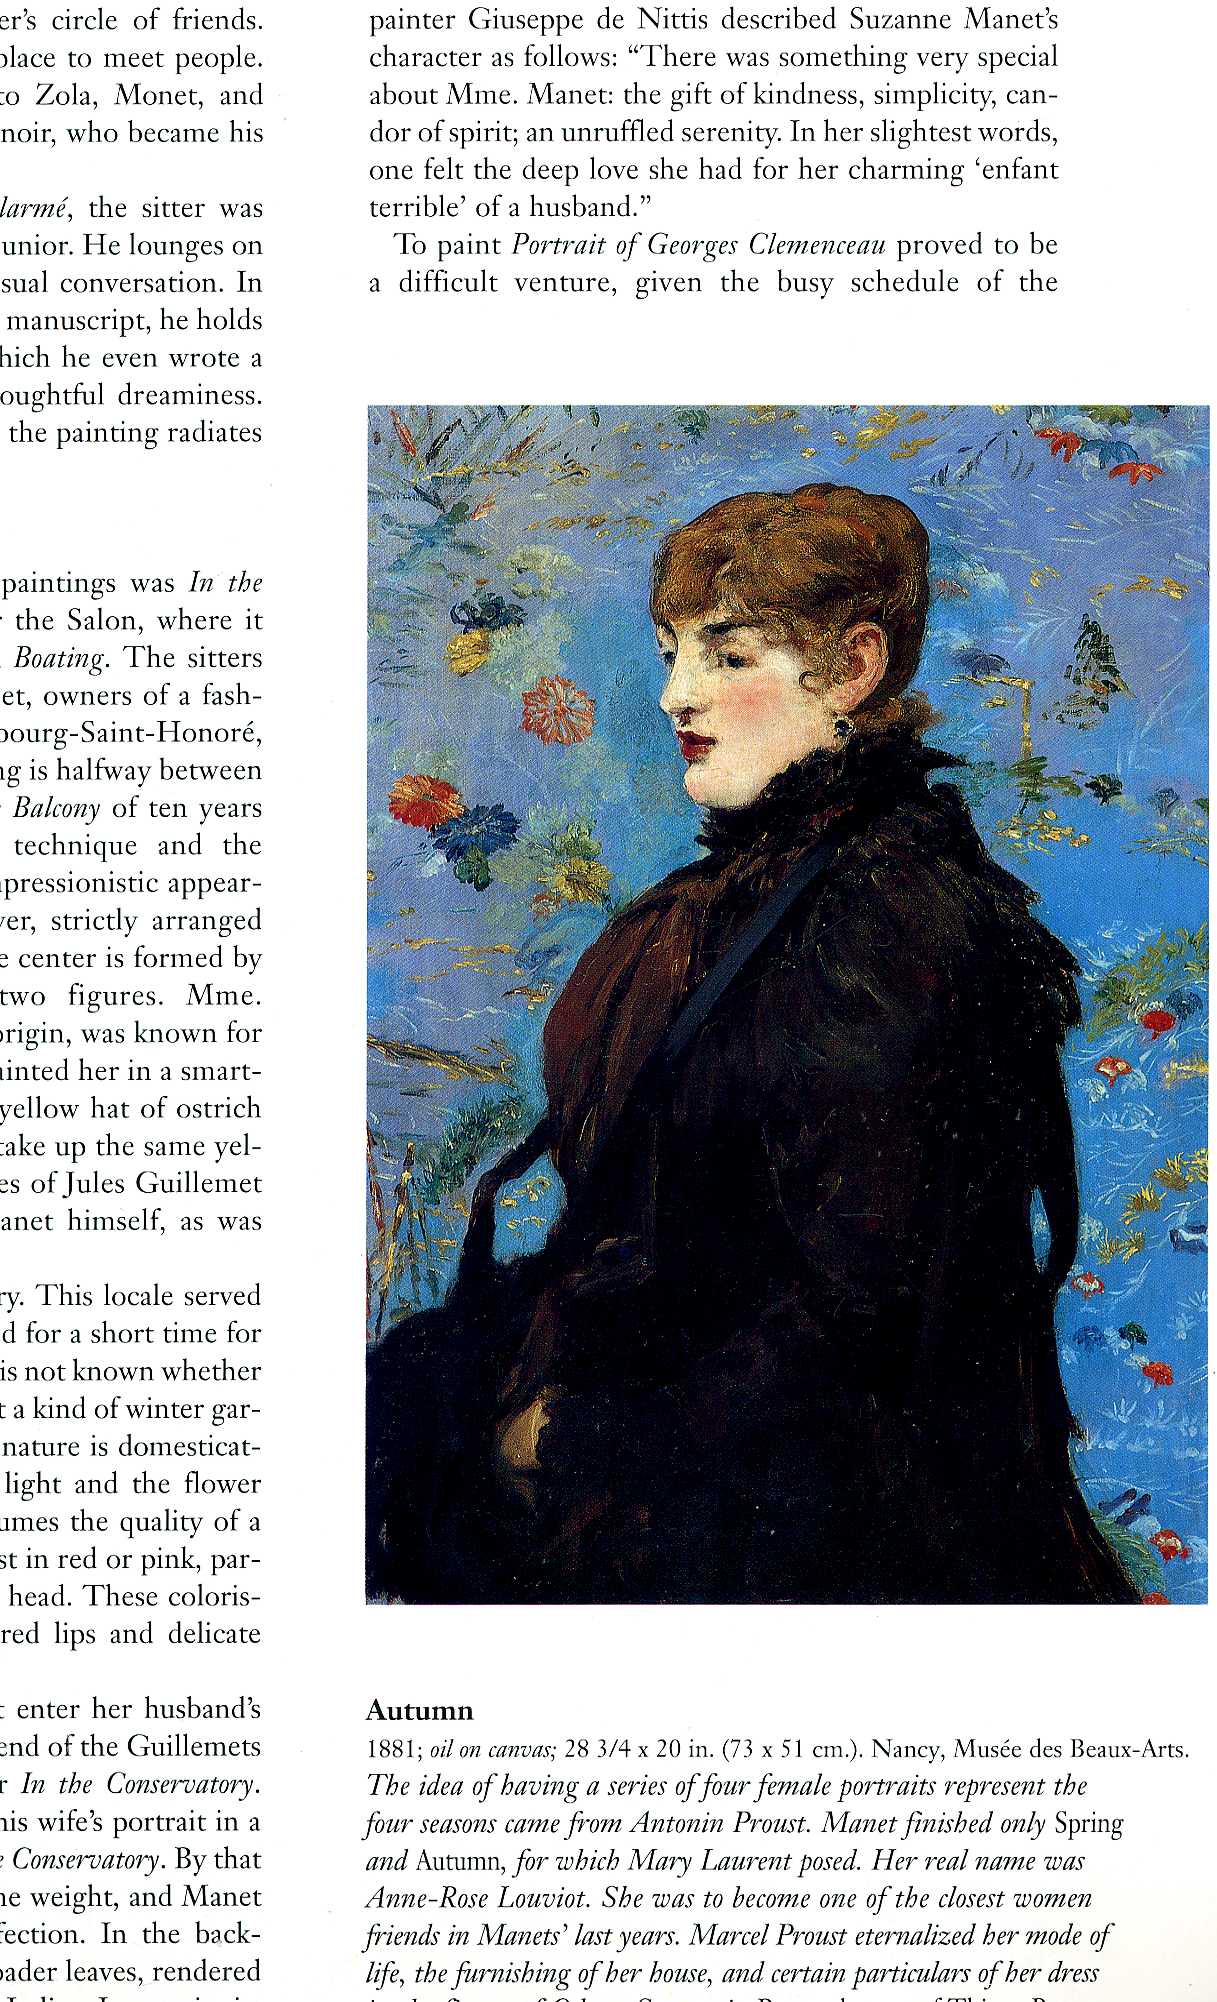 er's circle of friends.
place to meet people.
to Zola, Monet, and
noir, who became his
larmé, the sitter was
unior. He lounges on
sual conversation. In
manuscript, he holds
hich he even wrote a
oughtful dreaminess.
the painting radiates
paintings was In the
the Salon, where it
Boating. The sitters
et, owners of a fash-
bourg-Saint-Honoré,
ng is halfway between
Balcony of ten years
technique and the
mpressionistic appear-
ver, strictly arranged
e center is formed by
two figures. Mme.
origin, was known for
ainted her in a smart-
yellow hat of ostrich
take up the same yel-
es of Jules Guillemet
anet himself, as was
ry. This locale served
d for a short time for
is not known whether
t a kind of winter gar-
nature is domesticat-
light and the flower
umes the quality of a
st in red or pink, par-
head. These coloris-
red lips and delicate
t enter her husband's
end of the Guillemets
r In the Conservatory.
his wife's portrait in a
e Conservatory. By that
ne weight, and Manet
fection. In the back-
oader leaves, rendered
painter Giuseppe de Nittis described Suzanne Manet's
character as follows: “There was something very special
about Mme. Manet: the gift of kindness, simplicity, can-
dor of spirit; an unruffled serenity. In her slightest words,
one felt the deep love she had for her charming ‘enfant
terrible’ of a husband.”
To paint Portrait of Georges Clemenceau proved to be
a difficult venture, given the busy schedule of the
Autumn
1881; oil on canvas; 28 3/4 x 20 in. (73 x 51 cm.). Nancy, Musée des Beaux-Arts.
The idea of having a series of four female portraits represent the
four seasons came from Antonin Proust. Manet finished only Spring
and Autumn, for which Mary Laurent posed. Her real name was
Anne-Rose Louviot. She was to become one of the closest women
friends in Manets' last years. Marcel Proust eternalized her mode of
life, the furnishing of her house, and certain particulars of her dress